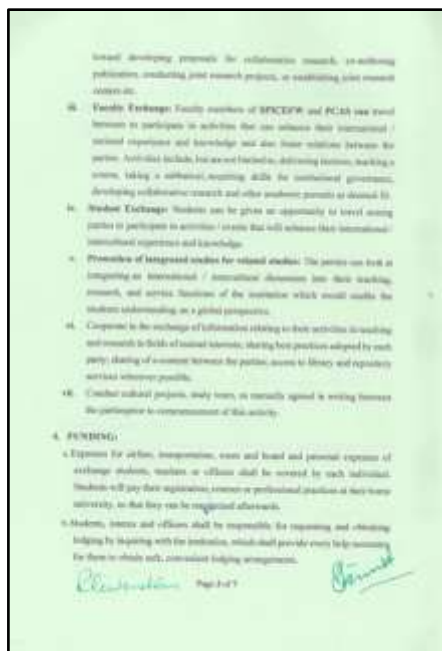 toward developing proposals for collaborative research, co-authoring
publication, conducting joint research projects, or establishing joint research
centers etc.
iii. Faculty Exchange: Faculty members of and PCAS can travel
between to participate in activities that can enhance their international /
national experience and knowledge and also foster relations between the
parties. Activities include, but are not limited to, delivering lectures, teaching a
course, taking a sabbatical, acquiring skills for institutional governance,
developing collaborative research and other academic pursuits as deemed fit.
iv. Student Exchange: Students can be given an opportunity to travel among
parties to participate in activities / events that will enhance their international/
intercultural experience and knowledge.
v. Promotion of integrated studies for related studies: The parties can look at
integrating an international / intercultural dimension into their teaching,
research, and service functions of the institution which would enable the
students understanding on a global perspective.
vi. Cooperate in the exchange of information relating to their activities in teaching
and research in fields of mutual interests; sharing best practices adopted by each
party; sharing of e-content between the parties; access to library and repository
services wherever possible.
vii. Conduct cultural projects, study tours, as mutually agreed in writing between
the parties prior to commencement of this activity.
4. FUNDING:
a. Expenses for airfare, transportation, room and board and personal expenses of
exchange students, teachers or officers shall be covered by each individual.
Students will pay their registration, courses or professional practices at their home
university, so that they can be recognized afterwards.
b. Students, interns and officers shall be responsible for requesting and obtaining
lodging by inquiring with the institution, which shall provide every help necessary
for them to obtain safe, convenient lodging arrangements.
Page 3 of 7